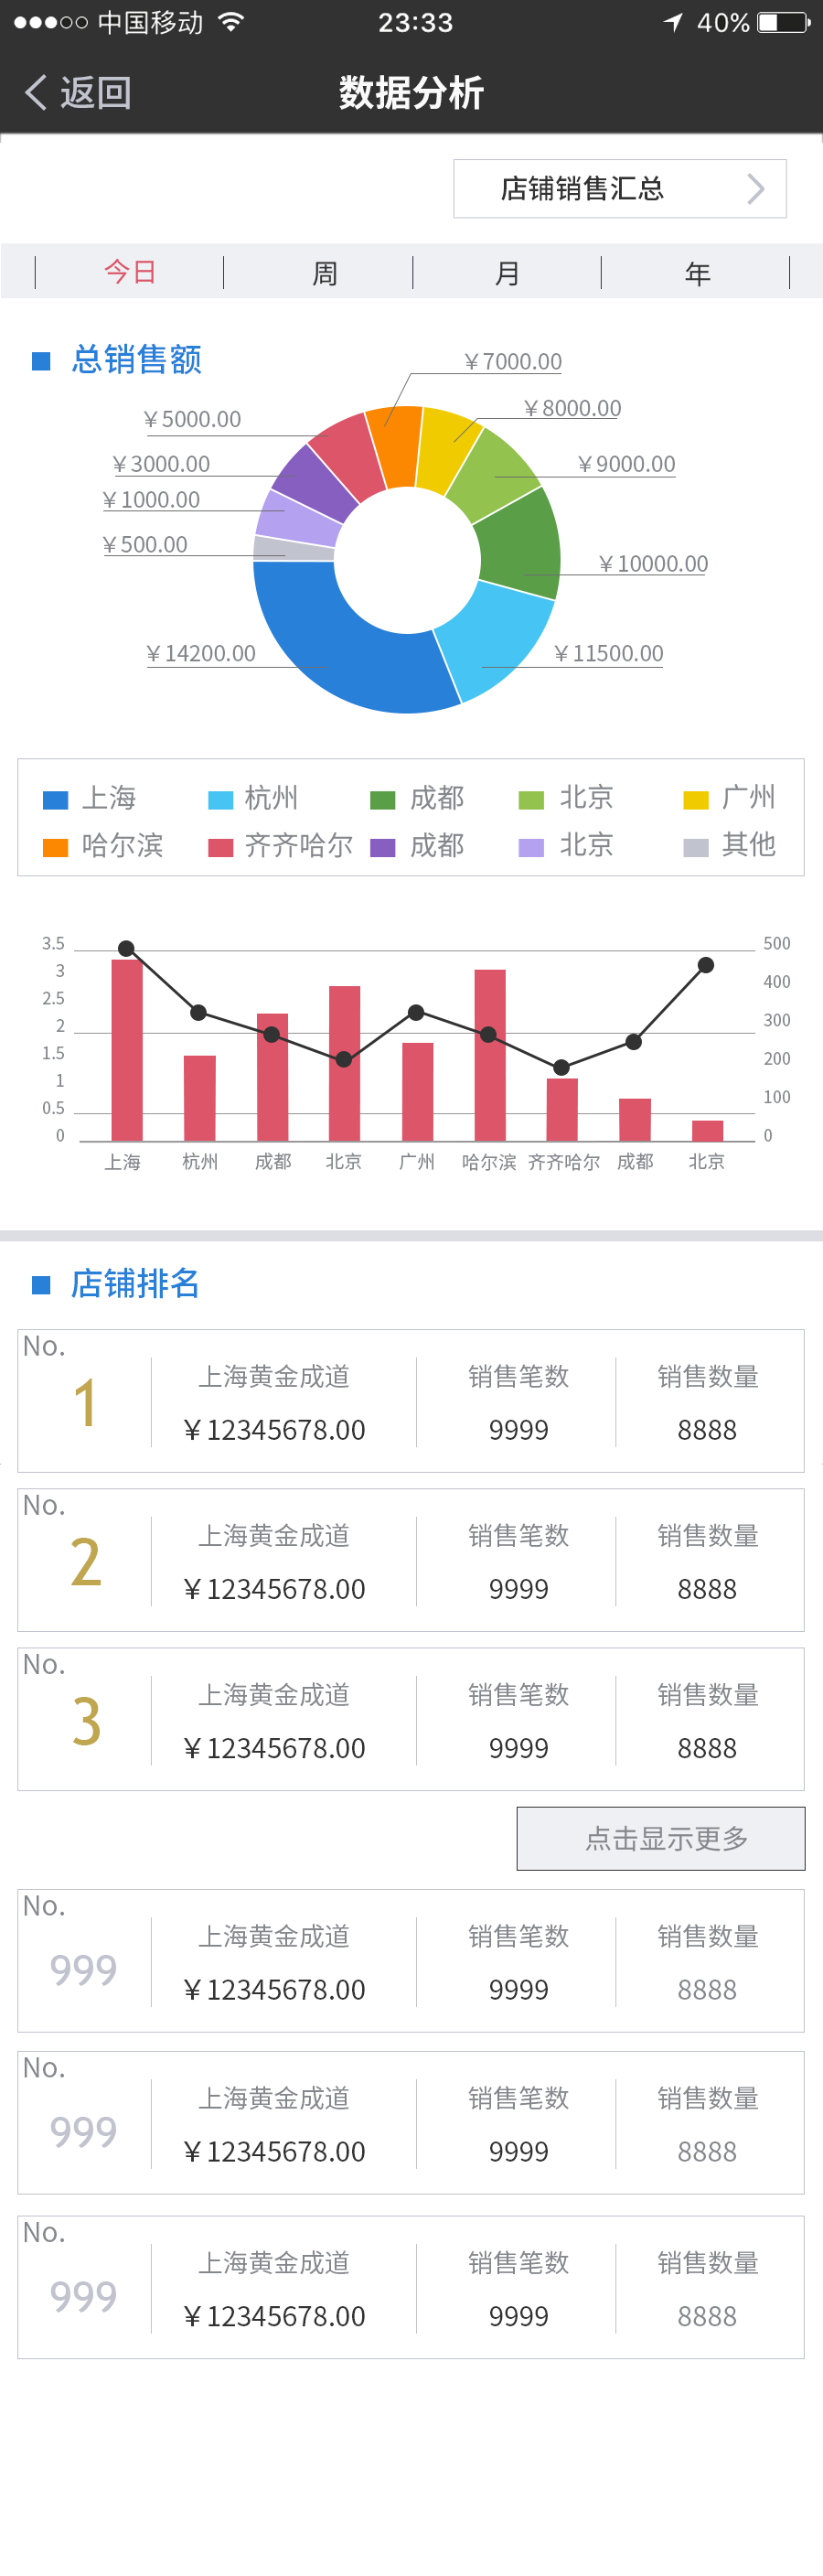 中国移动 23:33 40%
返回 数据分析
店铺销售汇总
今日 周 月 年
总销售额
￥7000.00
￥8000.00
￥5000.00
￥9000.00
￥3000.00
￥1000.00
￥500.00
￥10000.00
￥14200.00 ￥11500.00
上海 杭州 成都 北京 广州
哈尔滨 齐齐哈尔 成都 北京 其他
3.5 500
3
400
2.5
300
2
1.5 200
1
100
0.5
0 0
上海 杭州 成都 北京 广州 哈尔滨 齐齐哈尔 成都 北京
店铺排名
No.
1
上海黄金成道 销售笔数 销售数量
￥12345678.00 9999 8888
No.
2
上海黄金成道 销售笔数 销售数量
￥12345678.00 9999 8888
No.
3
上海黄金成道 销售笔数 销售数量
￥12345678.00 9999 8888
点击显示更多
No.
999
上海黄金成道 销售笔数 销售数量
￥12345678.00 9999 8888
No.
999
上海黄金成道 销售笔数 销售数量
￥12345678.00 9999 8888
No.
999
上海黄金成道 销售笔数 销售数量
￥12345678.00 9999 8888